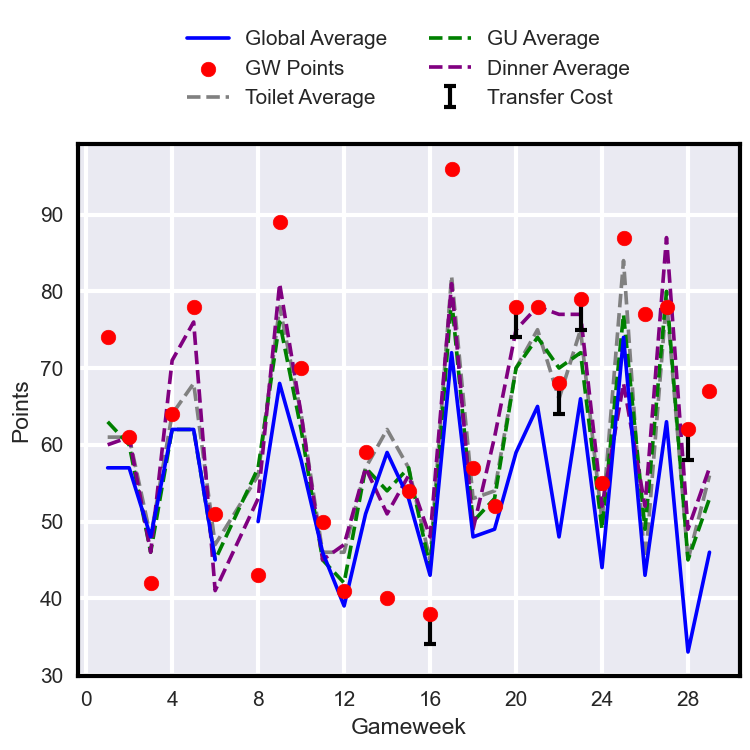 Global Average
GW Points
Toilet Average
GU Average
Dinner Average
Transfer Cost
90
80
70
60
50
40
30
Points
0 4 8 12 16 20 24 28
Gameweek